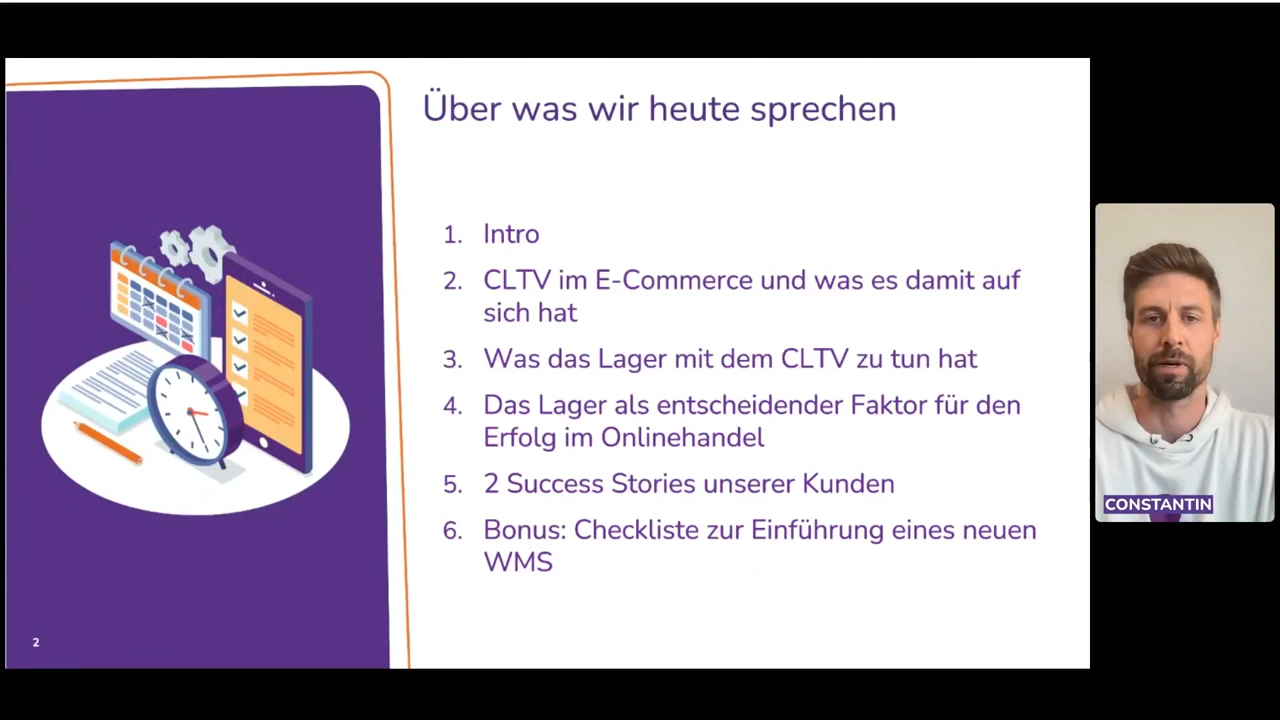 Über was wir heute sprechen
1. Intro
2. CLTV im E-Commerce und was es damit auf
sich hat
3. Was das Lager mit dem CLTV zu tun hat
4. Das Lager als entscheidender Faktor für den
Erfolg im Onlinehandel
5. 2 Success Stories unserer Kunden
6. Bonus: Checkliste zur Einführung eines neuen
WMS
CONSTANTIN
2